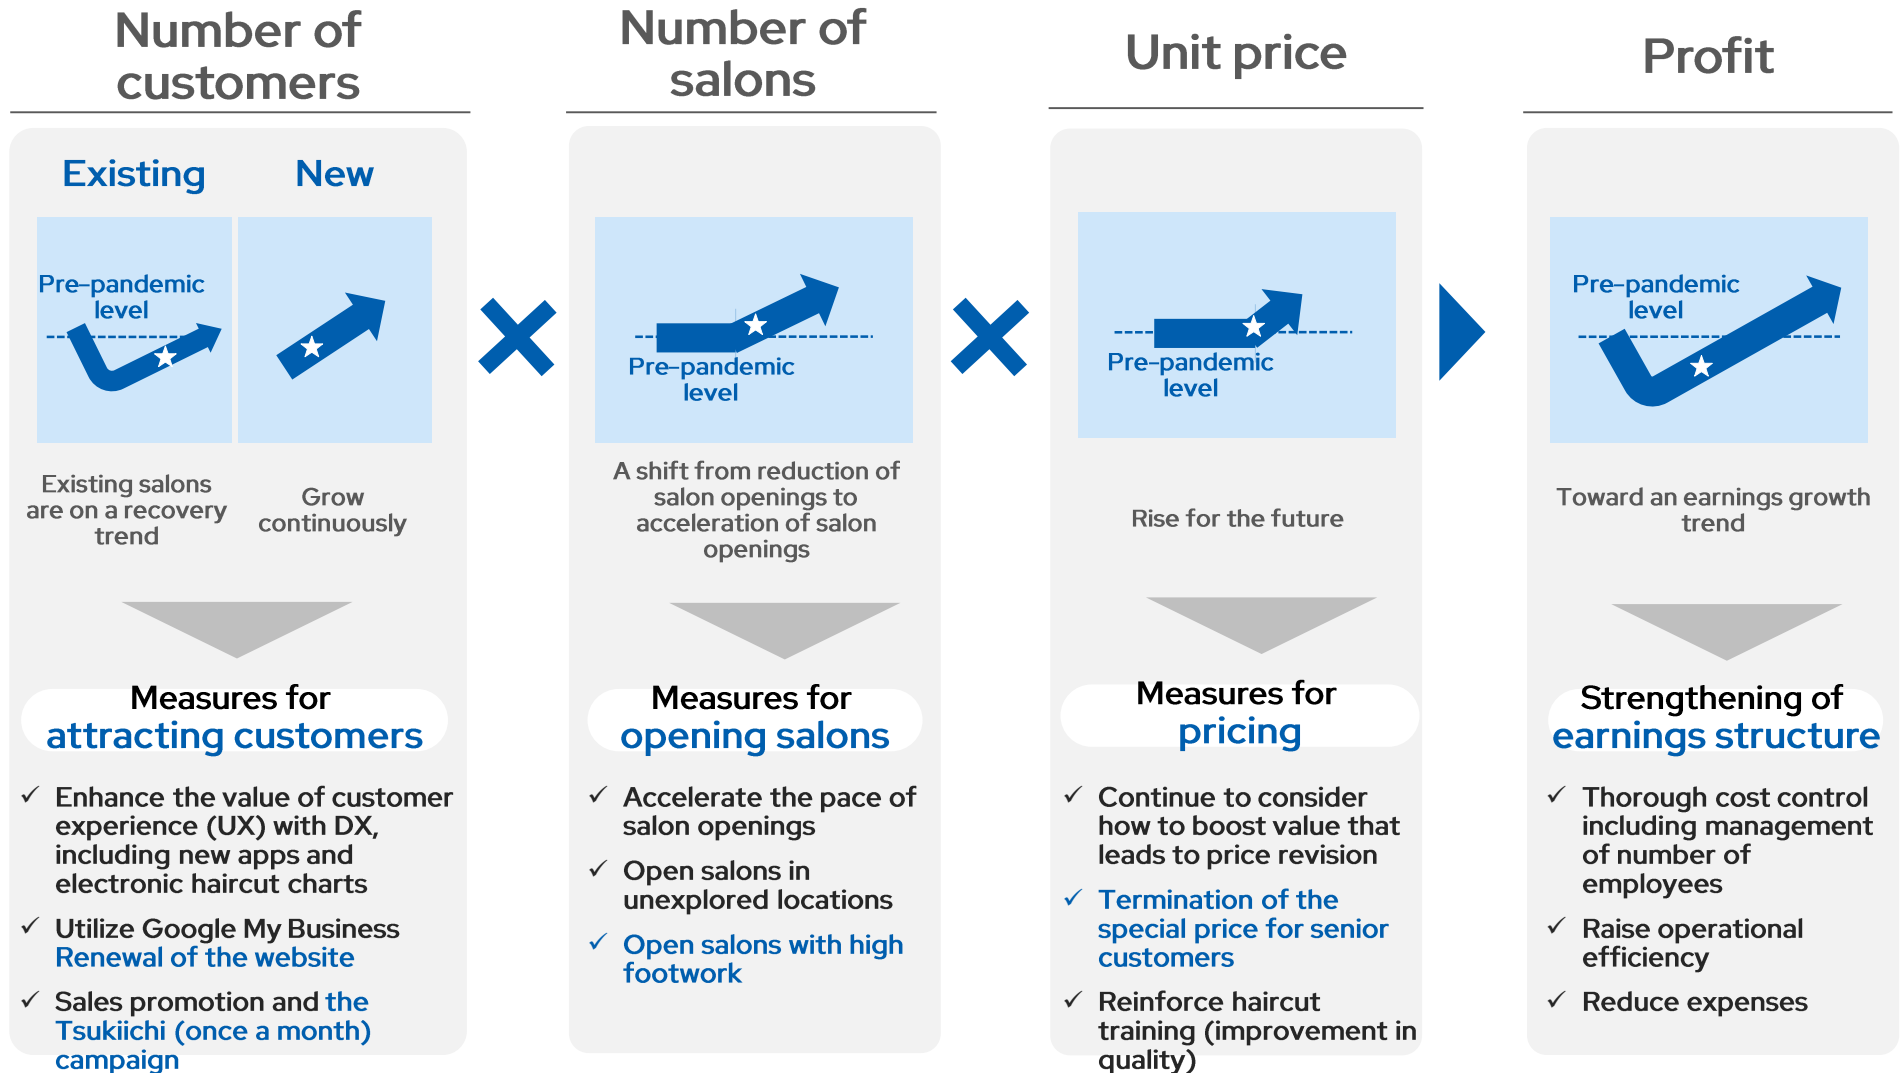 Number of
customers
Existing
New
Pre-pandemic
level
Existing salons
are on a recovery
trend
Grow
continuously
Measures for
attracting customers
✓ Enhance the value of customer
experience (UX) with DX,
including new apps and
electronic haircut charts
✓ Utilize Google My Business
Renewal of the website
✓ Sales promotion and the
Tsukiichi (once a month)
campaign
Number of
salons
Pre-pandemic
level
A shift from reduction of
salon openings to
acceleration of salon
openings
Measures for
opening salons
✓ Accelerate the pace of
salon openings
✓ Open salons in
unexplored locations
✓ Open salons with high
footwork
Unit price
Pre-pandemic
level
Rise for the future
Measures for
pricing
✓ Continue to consider
how to boost value that
leads to price revision
✓ Termination of the
special price for senior
customers
✓ Reinforce haircut
training (improvement in
quality)
Profit
Pre-pandemic
level
Toward an earnings growth
trend
Strengthening of
earnings structure
✓ Thorough cost control
including management
of number of
employees
✓ Raise operational
efficiency
✓ Reduce expenses